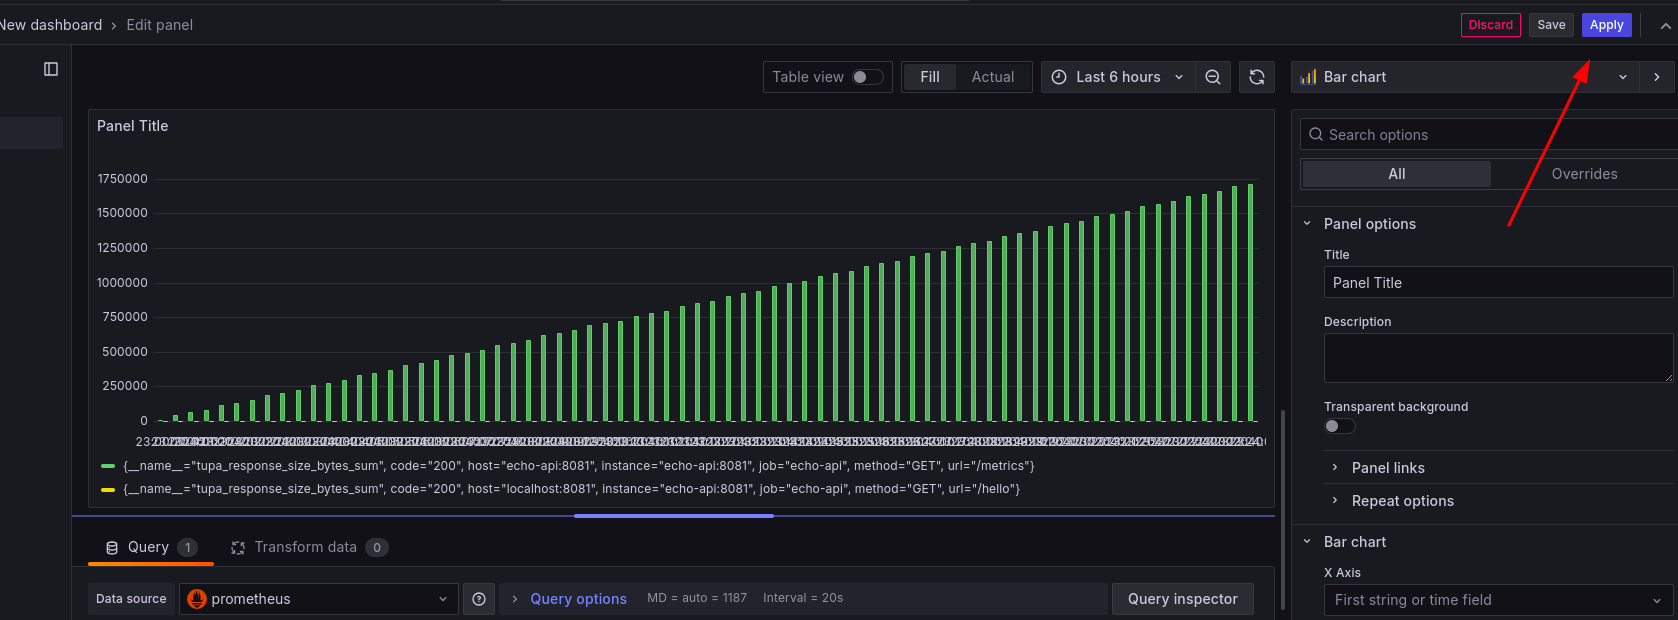 New dashboard › Edit panel
Discard Save Apply
Table view Fill Actual Last 6 hours Bar chart
Panel Title
Search options
All Overrides
1750000
1500000
1250000
1000000
750000
500000
250000
0
{__name__="tupa_response_size_bytes_sum", code="200", host="echo-api:8081", instance="echo-api:8081", job="echo-api", method="GET", url="/metrics"}
{__name__="tupa_response_size_bytes_sum", code="200", host="localhost:8081", instance="echo-api:8081", job="echo-api", method="GET", url="/hello"}
Panel options
Title
Panel Title
Description
Transparent background
Panel links
Repeat options
Bar chart
X Axis
First string or time field
Query 1 Transform data 0
Data source prometheus Query options MD = auto = 1187 Interval = 20s Query inspector